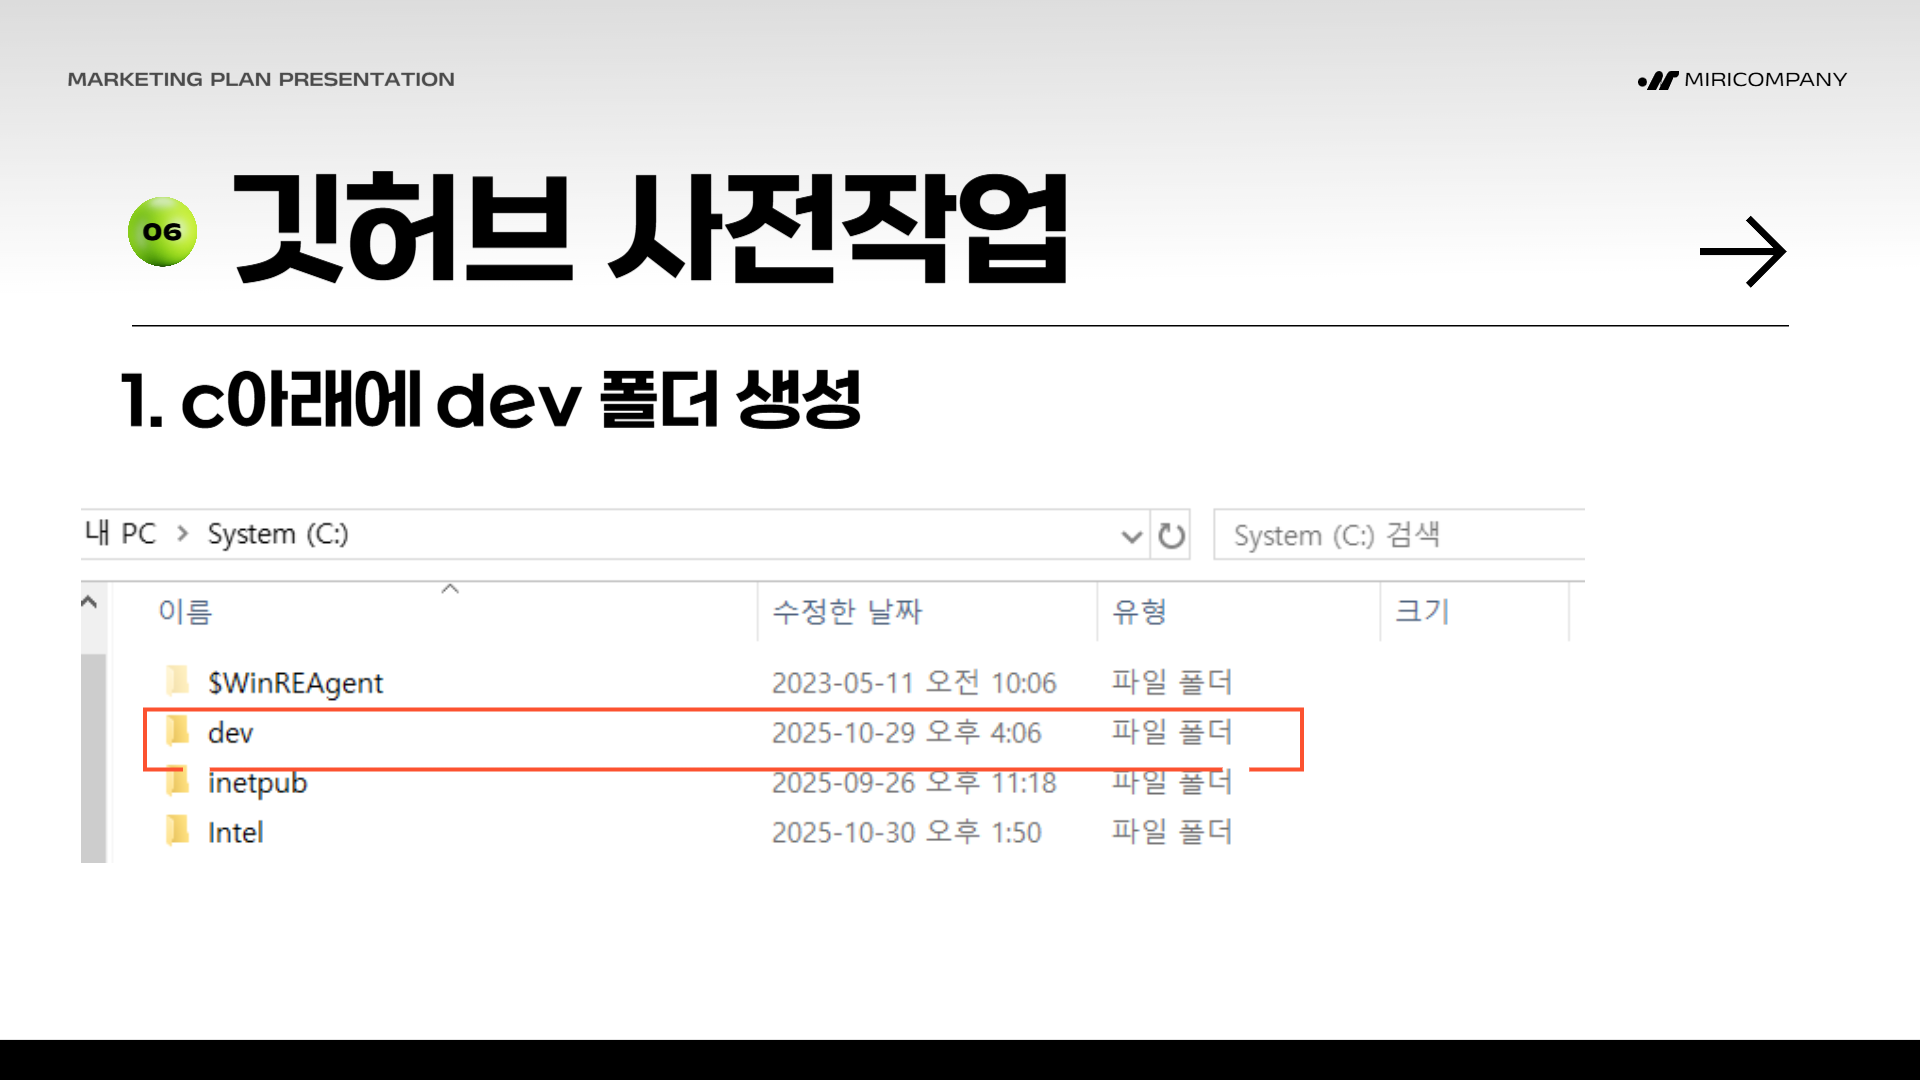 MARKETING PLAN PRESENTATION
MIRICOMPANY
06 깃허브 사전작업
1. c아래에 dev 폴더 생성
내 PC > System (C:)
System (C:) 검색
이름 수정한 날짜 유형 크기
$WinREAgent 2023-05-11 오전 10:06 파일 폴더
dev 2025-10-29 오후 4:06 파일 폴더
inetpub 2025-09-26 오후 11:18 파일 폴더
Intel 2025-10-30 오후 1:50 파일 폴더